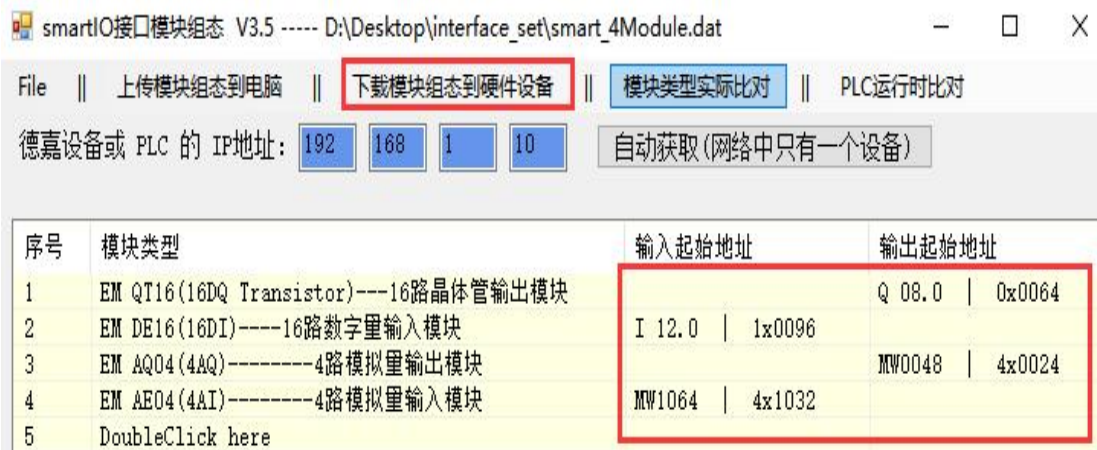 smartIO接口模块组态 V3.5 ----- D:\Desktop\interface_set\smart_4Module.dat
File || 上传模块组态到电脑 || 下载模块组态到硬件设备 || 模块类型实际比对 || PLC运行时比对
德嘉设备或 PLC 的 IP地址: 192 168 1 10 自动获取(网络中只有一个设备)
序号 模块类型 输入起始地址 输出起始地址
1 EM QT16(16DQ Transistor)---16路晶体管输出模块 Q 08.0 | 0x0064
2 EM DE16(16DI)----16路数字量输入模块 I 12.0 | 1x0096
3 EM AQ04(4AQ)--------4路模拟量输出模块 MW0048 | 4x0024
4 EM AE04(4AI)--------4路模拟量输入模块 MW1064 | 4x1032
5 DoubleClick here